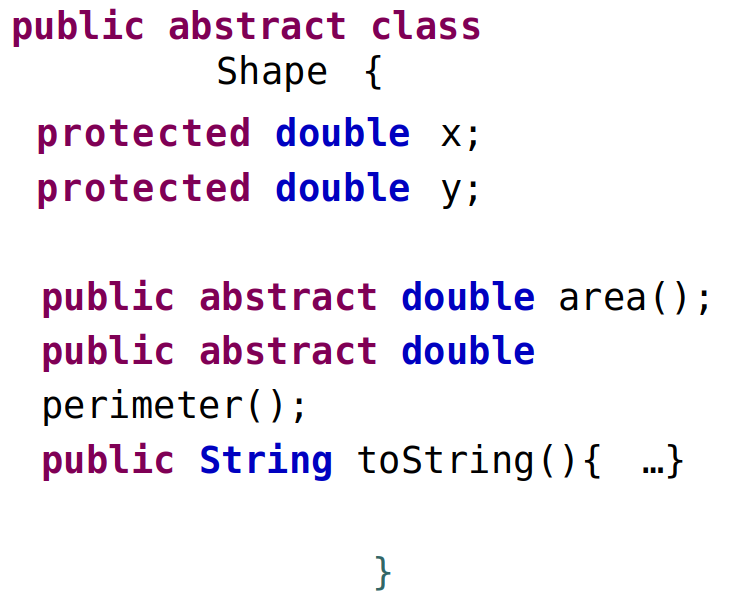 public abstract class
Shape {
protected double x;
protected double y;
public abstract double area();
public abstract double
perimeter();
public String toString(){ …}
}